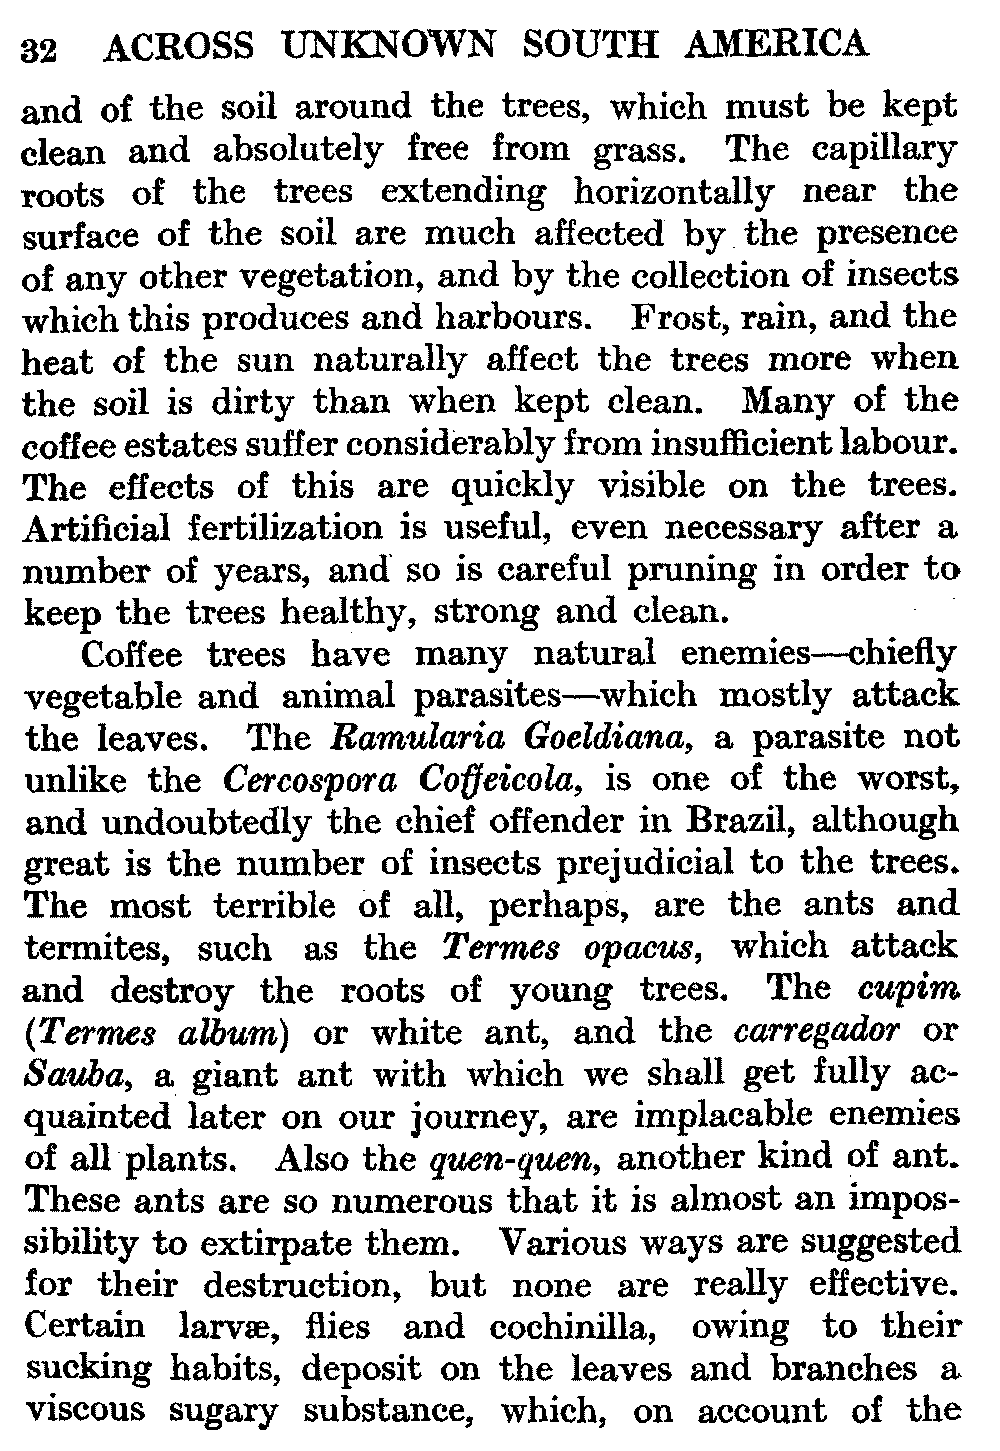 32 ACROSS UNKNOWN SOUTH AMERICA
and of the soil around the trees, which must be kept
clean and absolutely free from grass. The capillary
roots of the trees extending horizontally near the
surface of the soil are much affected by the presence
of any other vegetation, and by the collection of insects
which this produces and harbours. Frost, rain, and the
heat of the sun naturally affect the trees more when
the soil is dirty than when kept clean. Many of the
coffee estates suffer considerably from insufficient labour.
The effects of this are quickly visible on the trees.
Artificial fertilization is useful, even necessary after a
number of years, and so is careful pruning in order to
keep the trees healthy, strong and clean.
Coffee trees have many natural enemies—chiefly
vegetable and animal parasites—which mostly attack
the leaves. The Ramularia Goeldiana, a parasite not
unlike the Cercospora Coffeicola, is one of the worst,
and undoubtedly the chief offender in Brazil, although
great is the number of insects prejudicial to the trees.
The most terrible of all, perhaps, are the ants and
termites, such as the Termes opacus, which attack
and destroy the roots of young trees. The cupim
(Termes album) or white ant, and the carregador or
Sauba, a giant ant with which we shall get fully ac-
quainted later on our journey, are implacable enemies
of all plants. Also the quen-quen, another kind of ant.
These ants are so numerous that it is almost an impos-
sibility to extirpate them. Various ways are suggested
for their destruction, but none are really effective.
Certain larvæ, flies and cochinilla, owing to their
sucking habits, deposit on the leaves and branches a
viscous sugary substance, which, on account of the